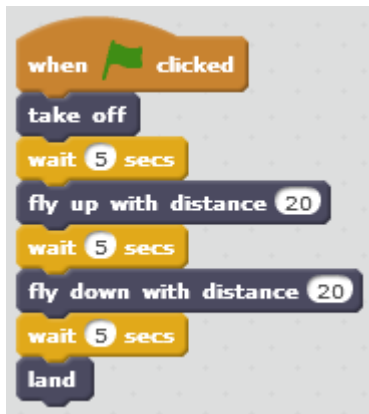 when clicked
take off
wait 5 secs
fly up with distance 20
wait 5 secs
fly down with distance 20
wait 5 secs
land